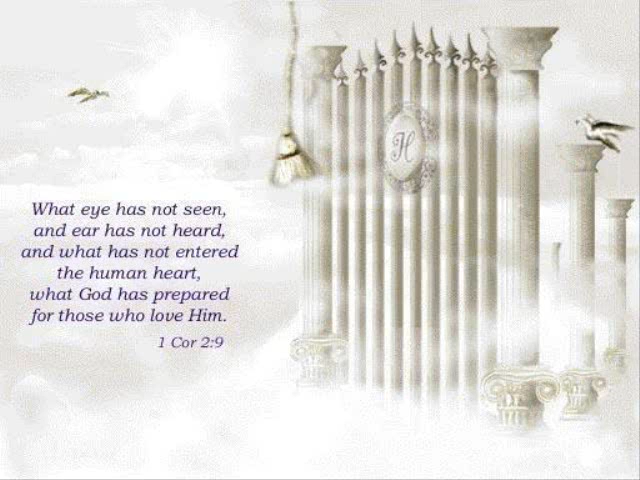 H
What eye has not seen,
and ear has not heard,
and what has not entered
the human heart,
what God has prepared
for those who love Him.
1 Cor 2:9